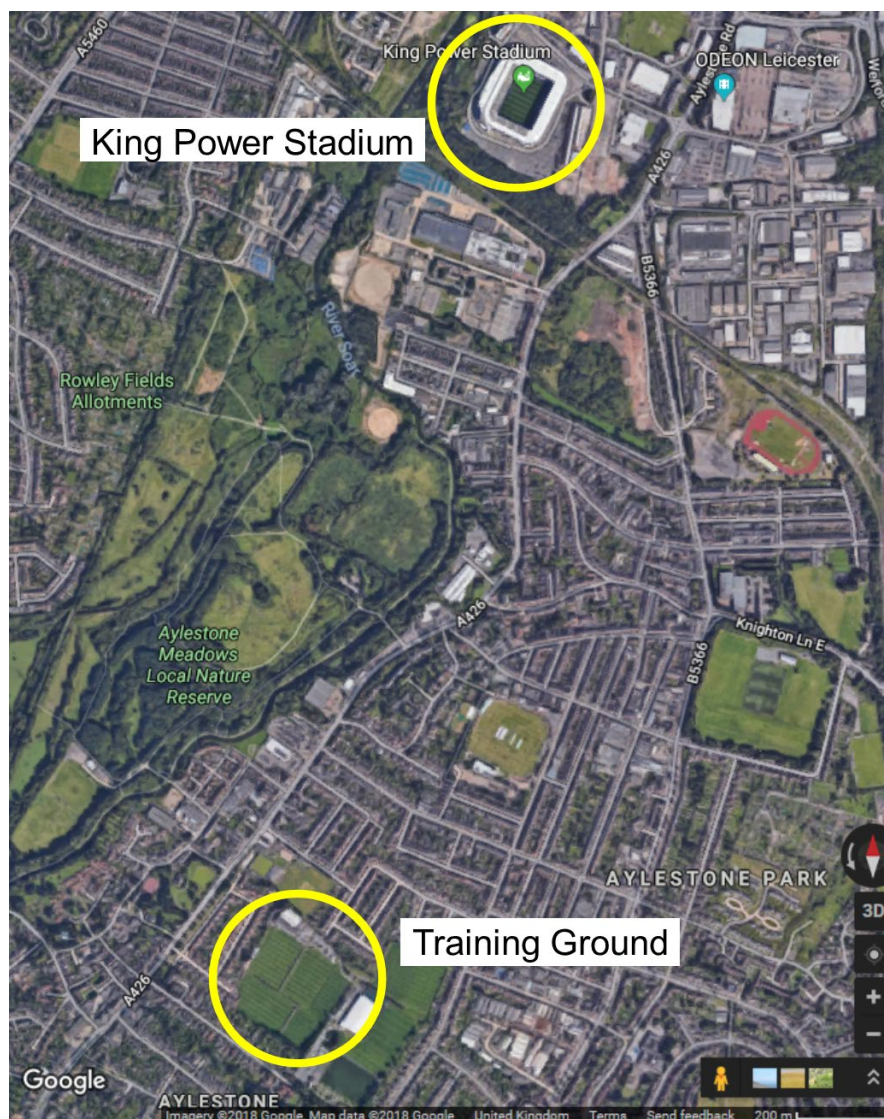 A5460
King Power Stadium
ODEON Leicester
Aylestone Rd
King Power Stadium
A426
B5366
River Soar
Rowley Fields
Allotments
A426
Knighton Ln E
B5366
Aylestone
Meadows
Local Nature
Reserve
AYLESTONE PARK
3D
Training Ground
A426
Google
AYLESTONE
Imagery ©2018 Google, Map data ©2018 Google United Kingdom Terms Send feedback 200 m